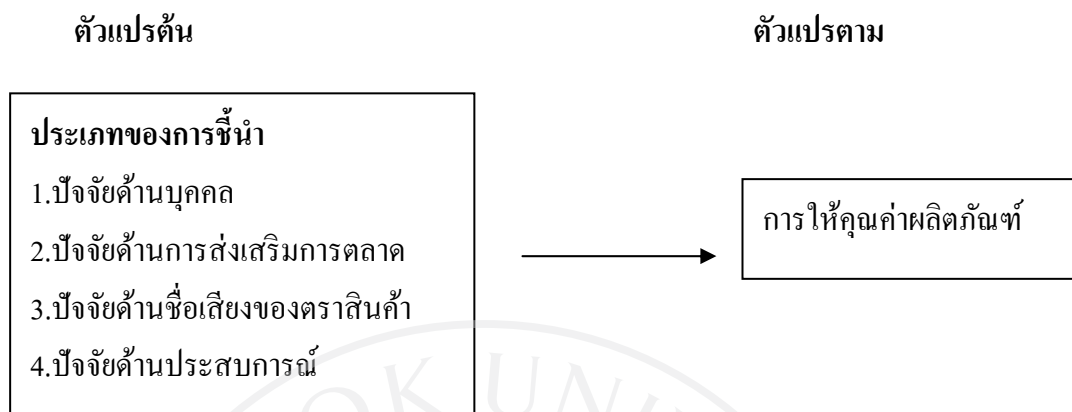 ตัวแปรต้น
ตัวแปรตาม
ประเภทของการชี้นำ
1.ปัจจัยด้านบุคคล
2.ปัจจัยด้านการส่งเสริมการตลาด
3.ปัจจัยด้านชื่อเสียงของตราสินค้า
4.ปัจจัยด้านประสบการณ์
การให้คุณค่าผลิตภัณฑ์